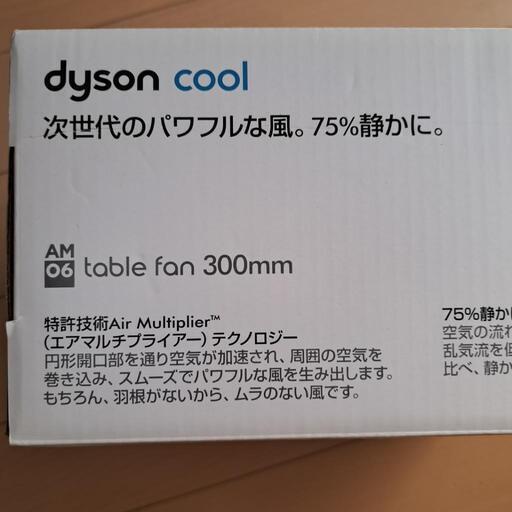 dyson cool
次世代のパワフルな風。75%静かに。
AM 06 table fan 300mm
特許技術Air Multiplier™
(エアマルチプライアー)テクノロジー
円形開口部を通り空気が加速され、周囲の空気を
巻き込み、スムーズでパワフルな風を生み出します。
もちろん、羽根がないから、ムラのない風です。
75%静か
空気の流れ
乱気流を低
比べ、静か